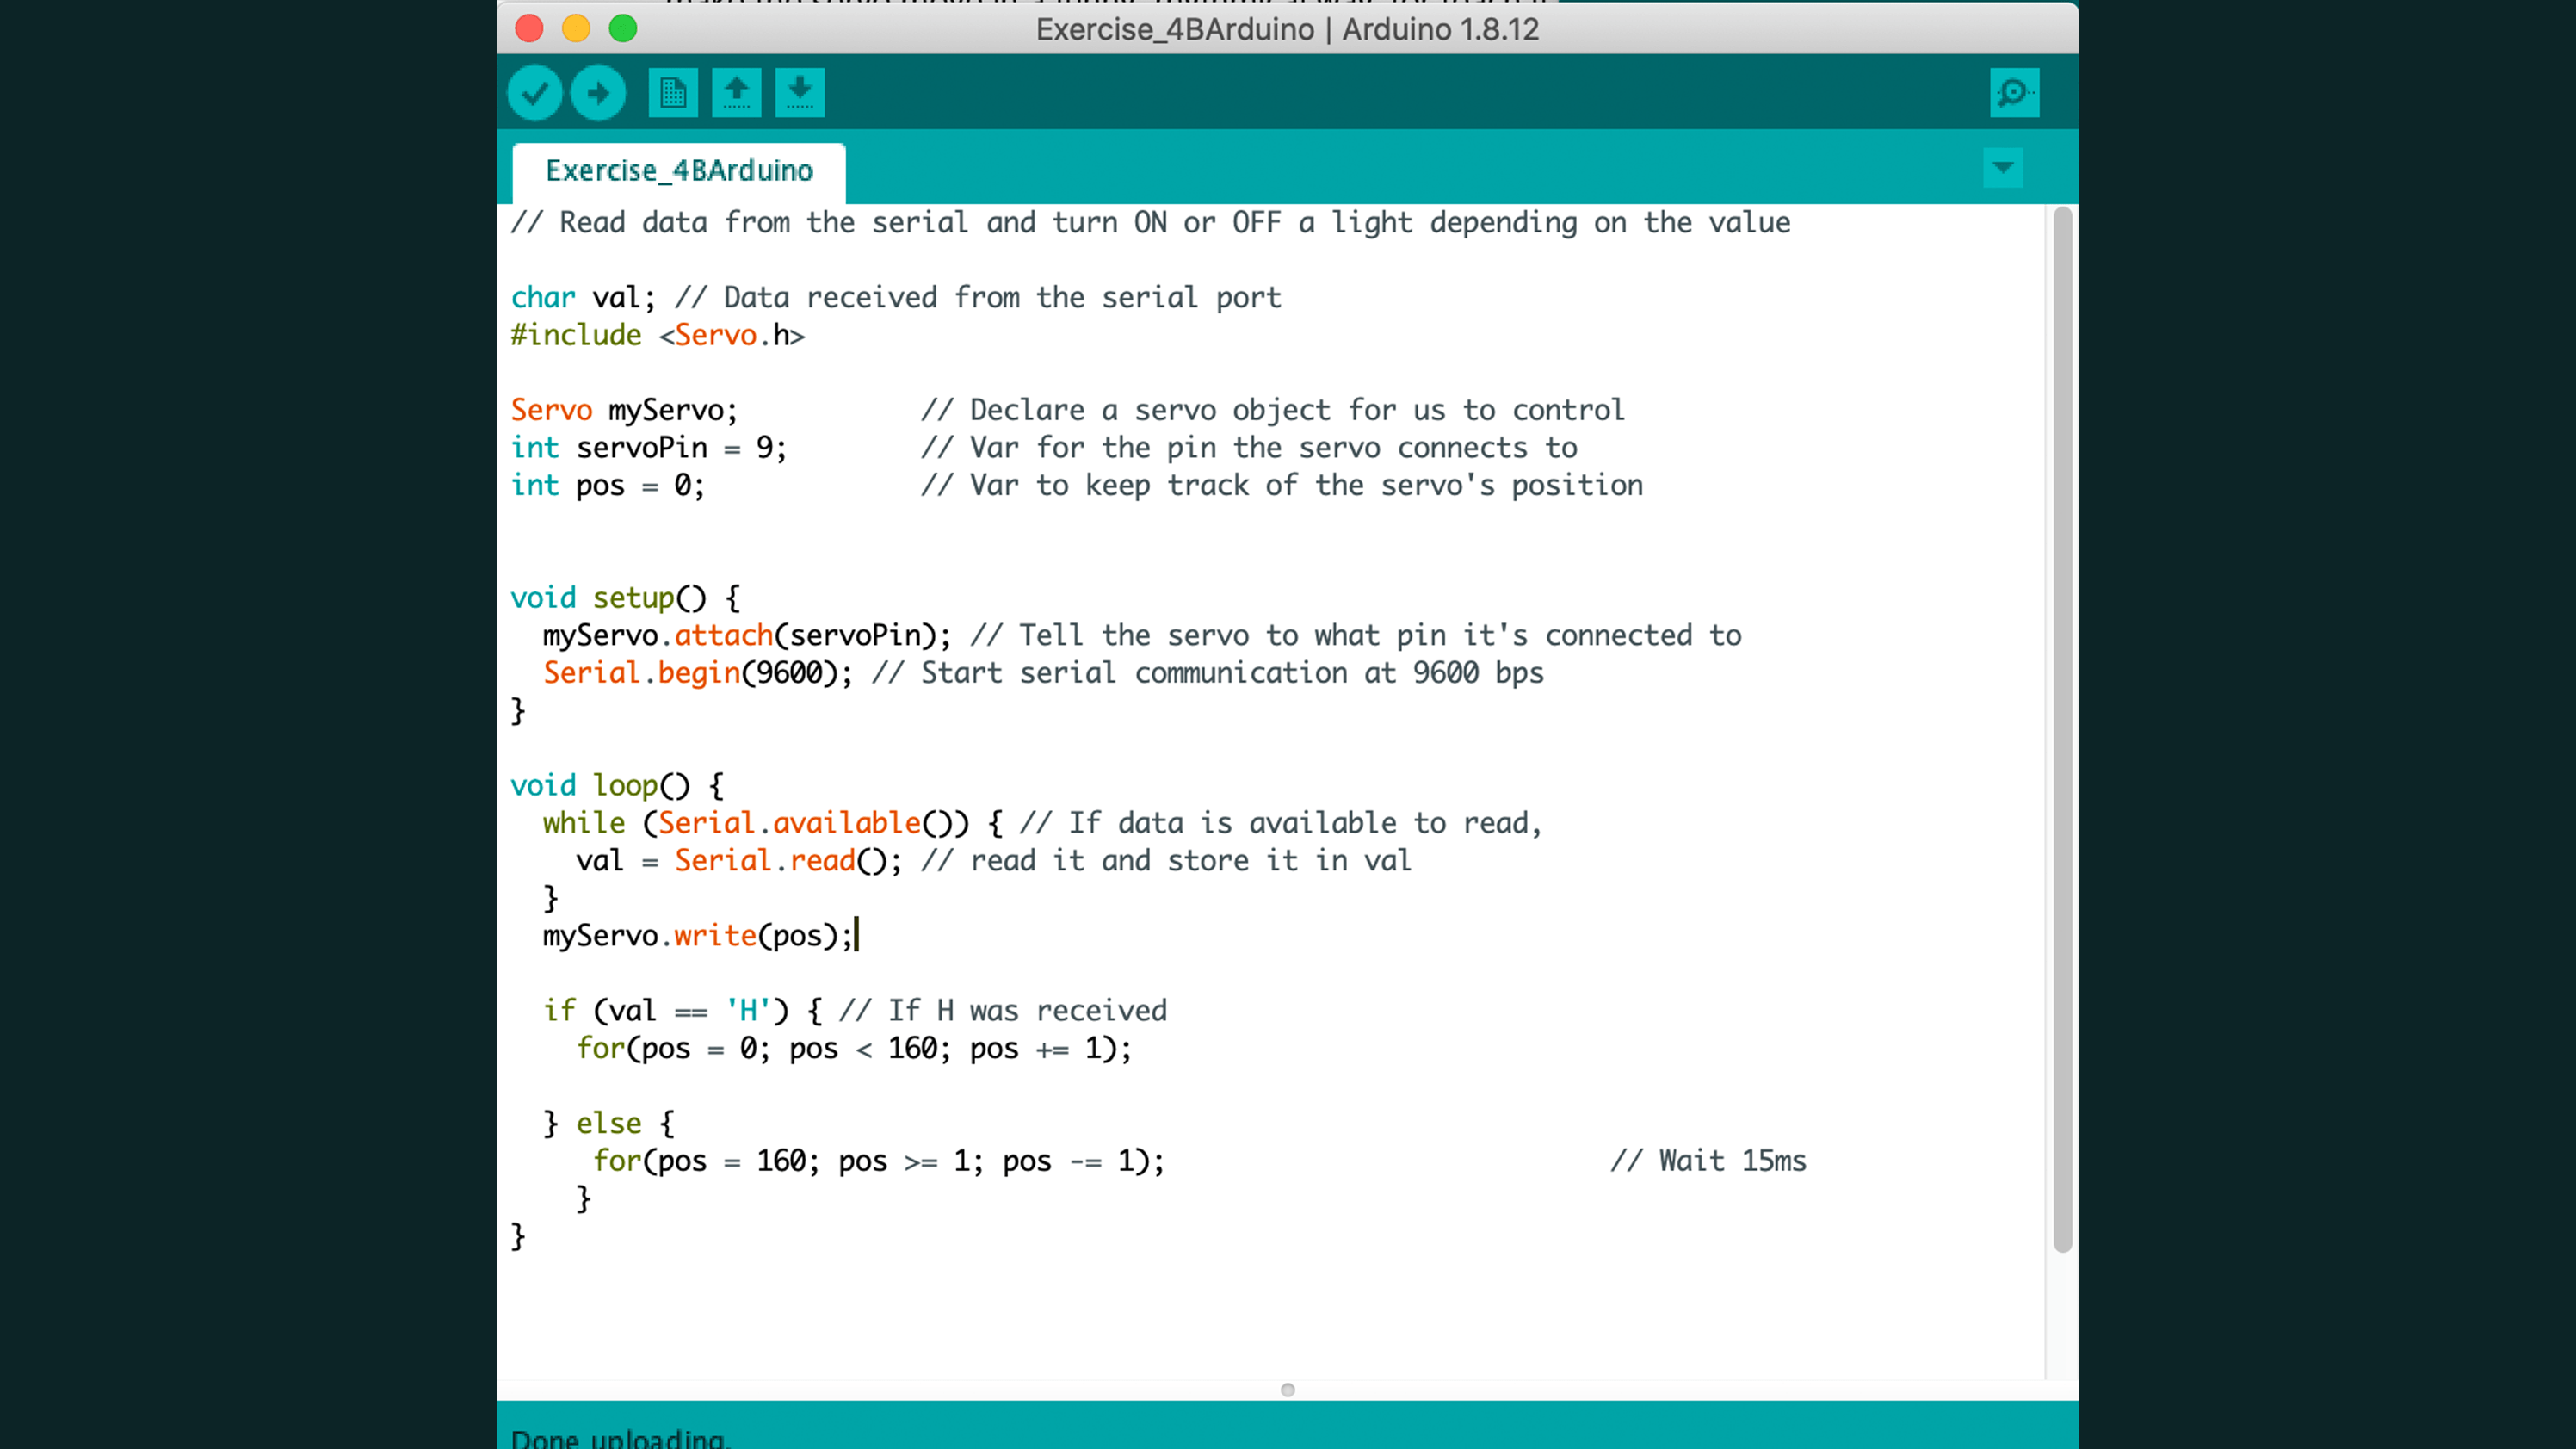 Exercise_4BArduino | Arduino 1.8.12
Exercise_4BArduino
// Read data from the serial and turn ON or OFF a light depending on the value
char val; // Data received from the serial port
#include <Servo.h>
Servo myServo; // Declare a servo object for us to control
int servoPin = 9; // Var for the pin the servo connects to
int pos = 0; // Var to keep track of the servo's position
void setup() {
myServo.attach(servoPin); // Tell the servo to what pin it's connected to
Serial.begin(9600); // Start serial communication at 9600 bps
}
void loop() {
while (Serial.available()) { // If data is available to read,
val = Serial.read(); // read it and store it in val
}
myServo.write(pos);
if (val == 'H') { // If H was received
for(pos = 0; pos < 160; pos += 1);
} else {
for(pos = 160; pos >= 1; pos -= 1); // Wait 15ms
}
}
Done uploading.